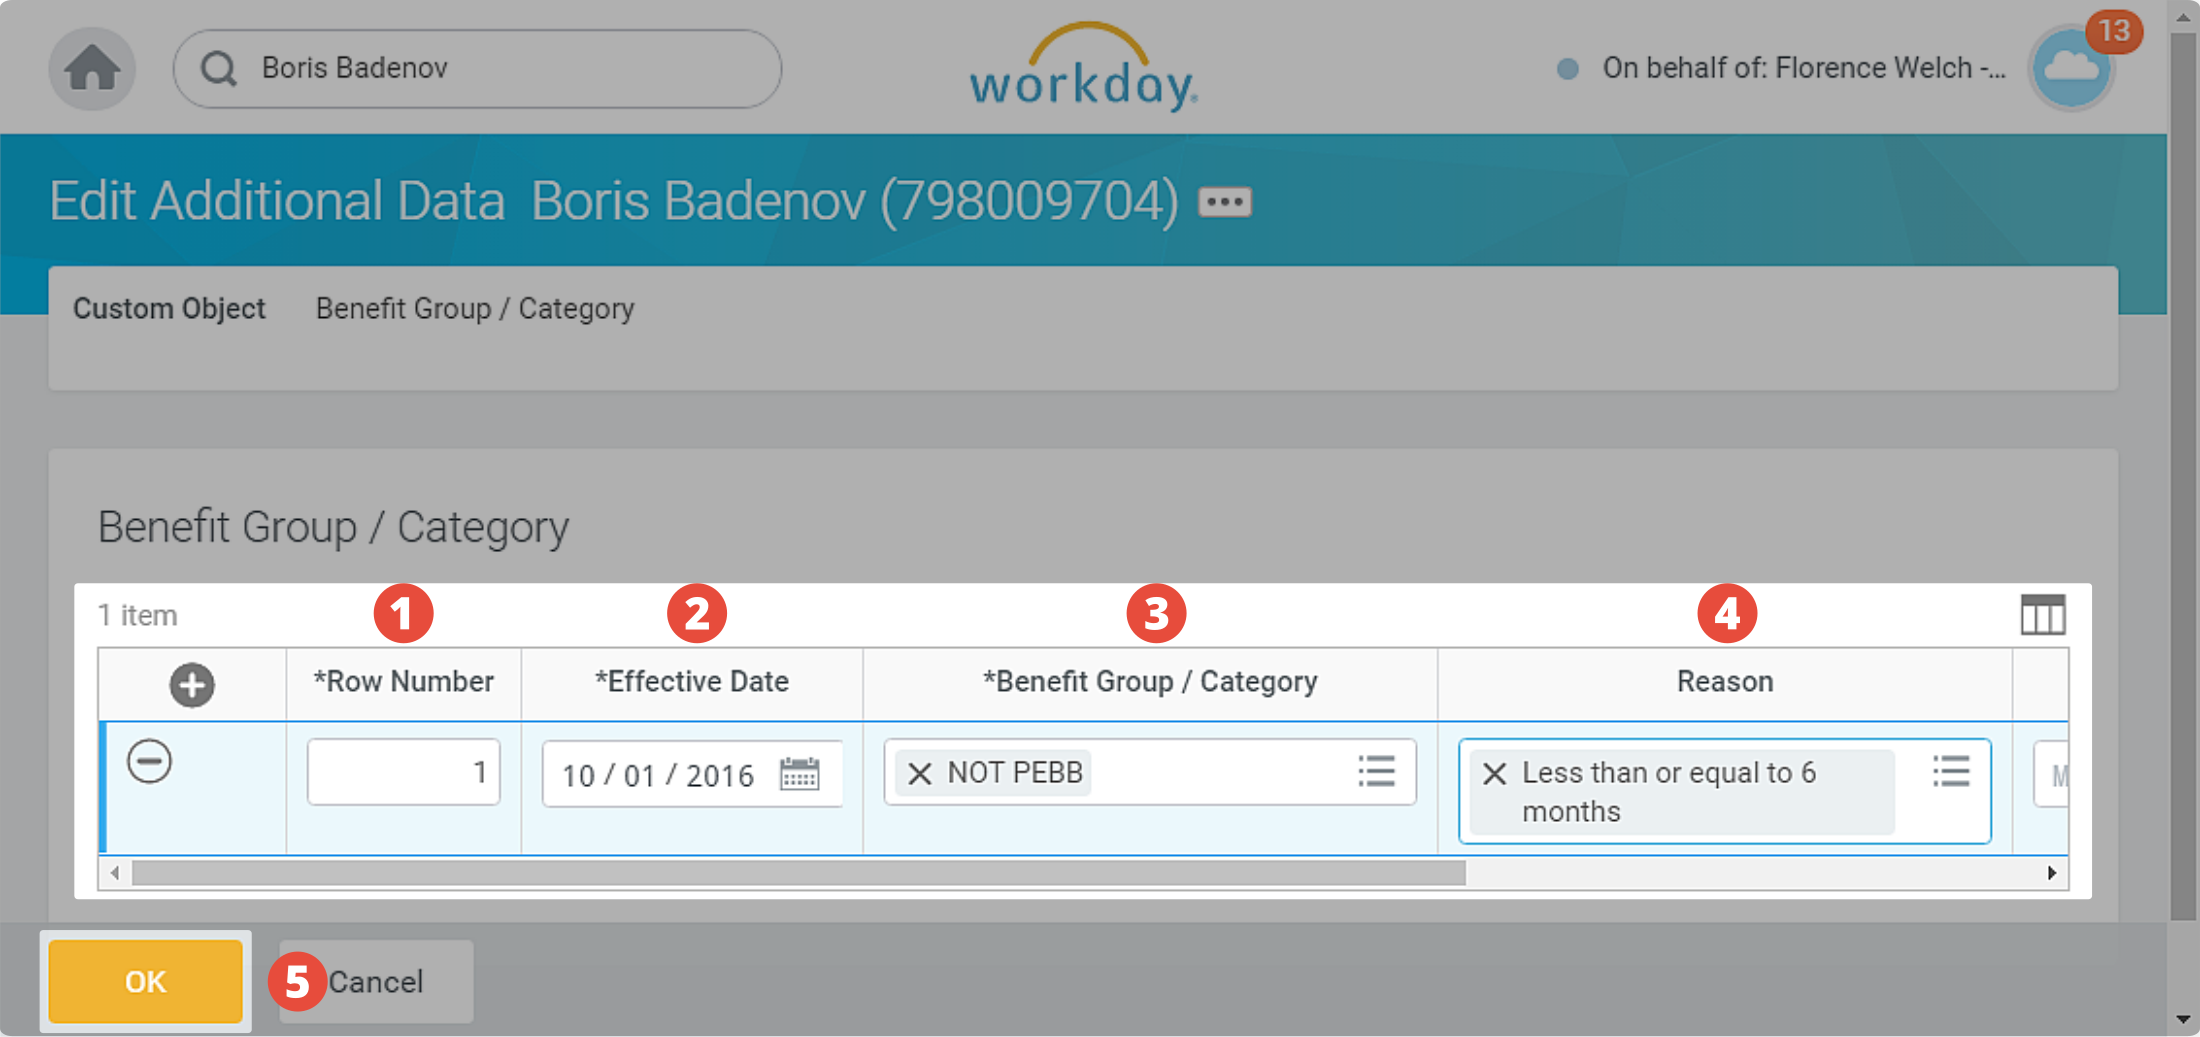 Boris Badenov
workday.
On behalf of: Florence Welch -...
13
Edit Additional Data Boris Badenov (798009704)
Custom Object Benefit Group / Category
Benefit Group / Category
1 item
1 2 3 4
*Row Number *Effective Date *Benefit Group / Category Reason
1 10 / 01 / 2016 NOT PEBB Less than or equal to 6
months
M
OK 5 Cancel